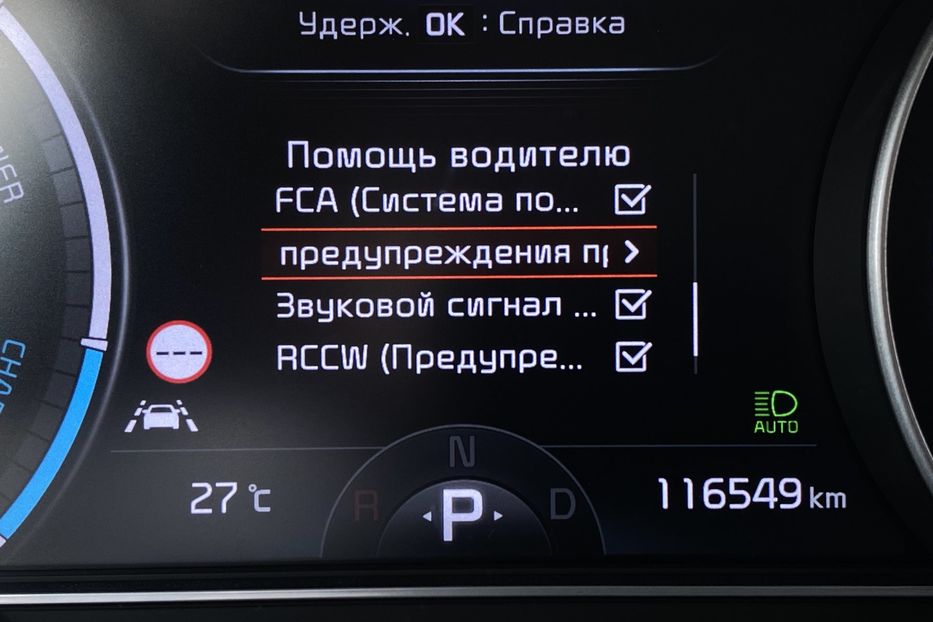 Удерж. OK : Справка
Помощь водителю
FCA (Система по...
предупреждения п
Звуковой сигнал ...
RCCW (Предупре...
---
AUTO
N
R P D
27 °C
116549 km